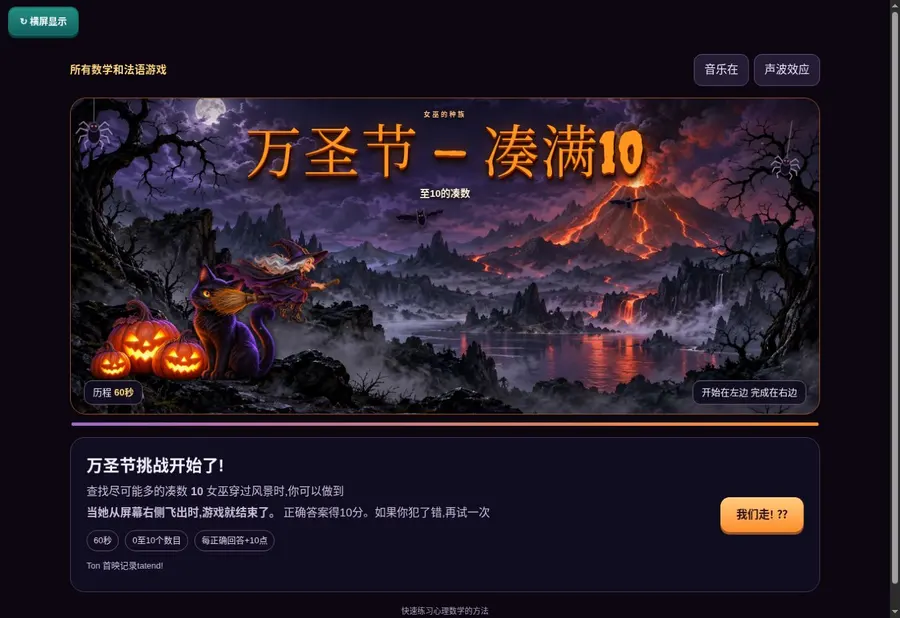 ↻ 横屏显示
所有数学和法语游戏
音乐在
声波效应
女巫的种族
万圣节 – 凑满10
至10的凑数
历程 60秒
开始在左边 完成在右边
万圣节挑战开始了!
查找尽可能多的凑数 10 女巫穿过风景时,你可以做到
当她从屏幕右侧飞出时,游戏就结束了。 正确答案得10分。如果你犯了错,再试一次
60秒
0至10个数目
每正确回答+10点
Ton 首映记录tatend!
我们走! ??
快速练习心理数学的方法